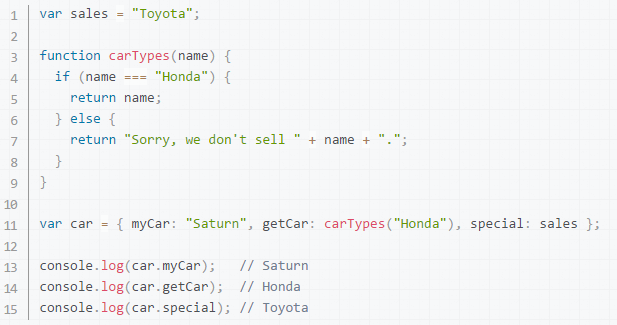 1 var sales = "Toyota";
2
3 function carTypes(name) {
4   if (name === "Honda") {
5     return name;
6   } else {
7     return "Sorry, we don't sell " + name + ".";
8   }
9 }
10
11 var car = { myCar: "Saturn", getCar: carTypes("Honda"), special: sales };
12
13 console.log(car.myCar);   // Saturn
14 console.log(car.getCar);  // Honda
15 console.log(car.special); // Toyota